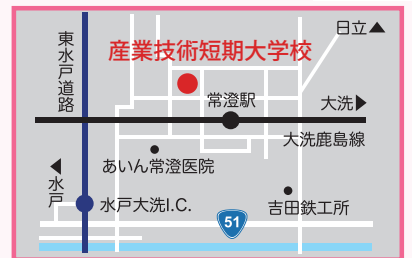 日立▲
東水戸道路
産業技術短期大学校
常澄駅
大洗▶
大洗鹿島線
あいん常澄医院
◀水戸
水戸大洗I.C.
吉田鉄工所
51